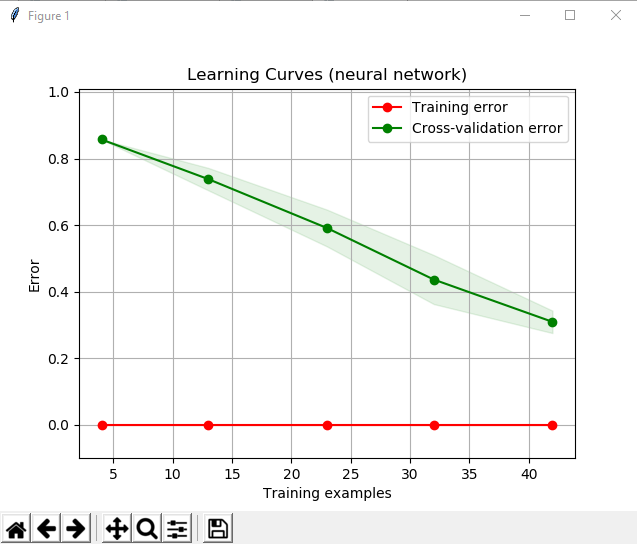 Figure 1
Learning Curves (neural network)
Training error
Cross-validation error
1.0
0.8
0.6
0.4
0.2
0.0
Error
5 10 15 20 25 30 35 40
Training examples